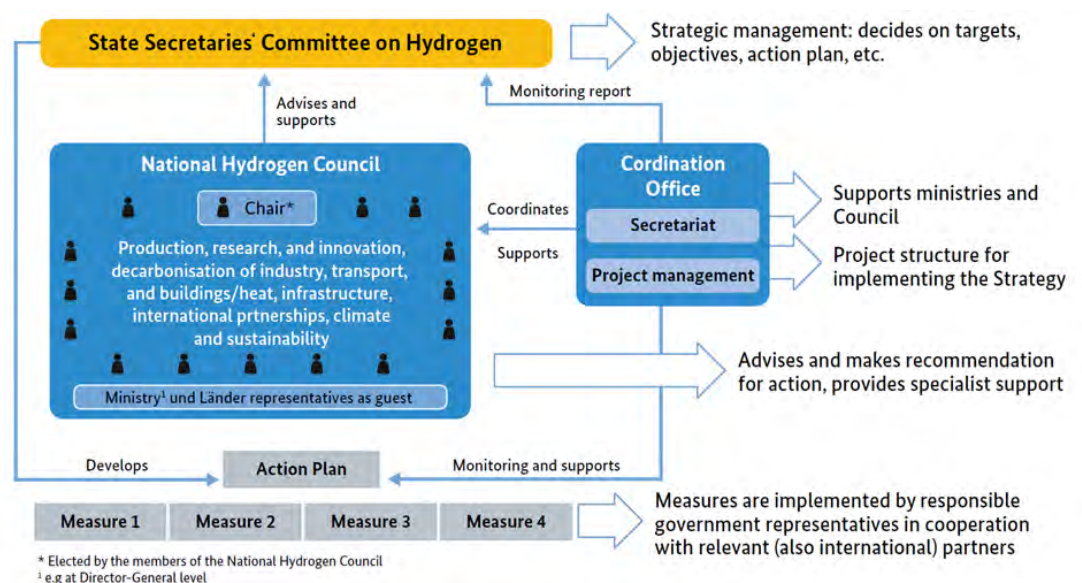 State Secretaries‘ Committee on Hydrogen
Strategic management: decides on targets,
objectives, action plan, etc.
Advises and
supports
Monitoring report
National Hydrogen Council
Chair*
Production, research, and innovation,
decarbonisation of industry, transport,
and buildings/heat, infrastructure,
international prtnerships, climate
and sustainability
Ministry¹ und Länder representatives as guest
Coordinates
Supports
Cordination
Office
Secretariat
Project management
Supports ministries and
Council
Project structure for
implementing the Strategy
Advises and makes recommendation
for action, provides specialist support
Develops
Action Plan
Monitoring and supports
Measure 1
Measure 2
Measure 3
Measure 4
Measures are implemented by responsible
government representatives in cooperation
with relevant (also international) partners
* Elected by the members of the National Hydrogen Council
¹ e.g at Director-General level